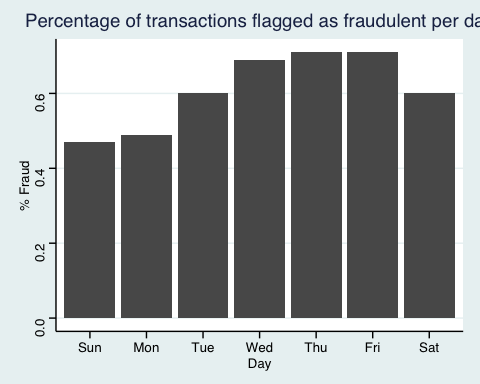 Percentage of transactions flagged as fraudulent per da
% Fraud
0.6
0.4
0.2
0.0
Sun Mon Tue Wed Thu Fri Sat
Day